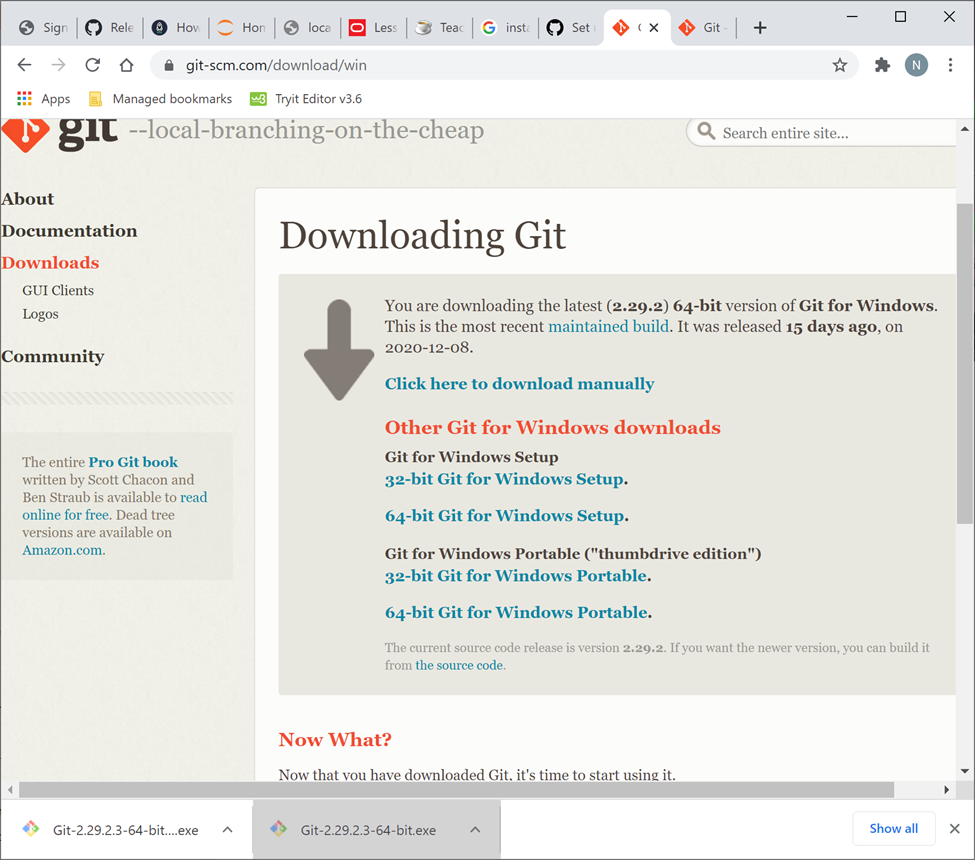 Sign
Rele
How
Hon
loca
Less
Teac
insta
Set
Git -
git-scm.com/download/win
N
Apps
Managed bookmarks
Tryit Editor v3.6
git --local-branching-on-the-cheap
Search entire site...
About
Documentation
Downloads
GUI Clients
Logos
Community
The entire Pro Git book
written by Scott Chacon and
Ben Straub is available to read
online for free. Dead tree
versions are available on
Amazon.com.
Downloading Git
You are downloading the latest (2.29.2) 64-bit version of Git for Windows.
This is the most recent maintained build. It was released 15 days ago, on
2020-12-08.
Click here to download manually
Other Git for Windows downloads
Git for Windows Setup
32-bit Git for Windows Setup.
64-bit Git for Windows Setup.
Git for Windows Portable ("thumbdrive edition")
32-bit Git for Windows Portable.
64-bit Git for Windows Portable.
The current source code release is version 2.29.2. If you want the newer version, you can build it
from the source code.
Now What?
Now that you have downloaded Git, it's time to start using it.
Git-2.29.2.3-64-bit....exe
Git-2.29.2.3-64-bit.exe
Show all